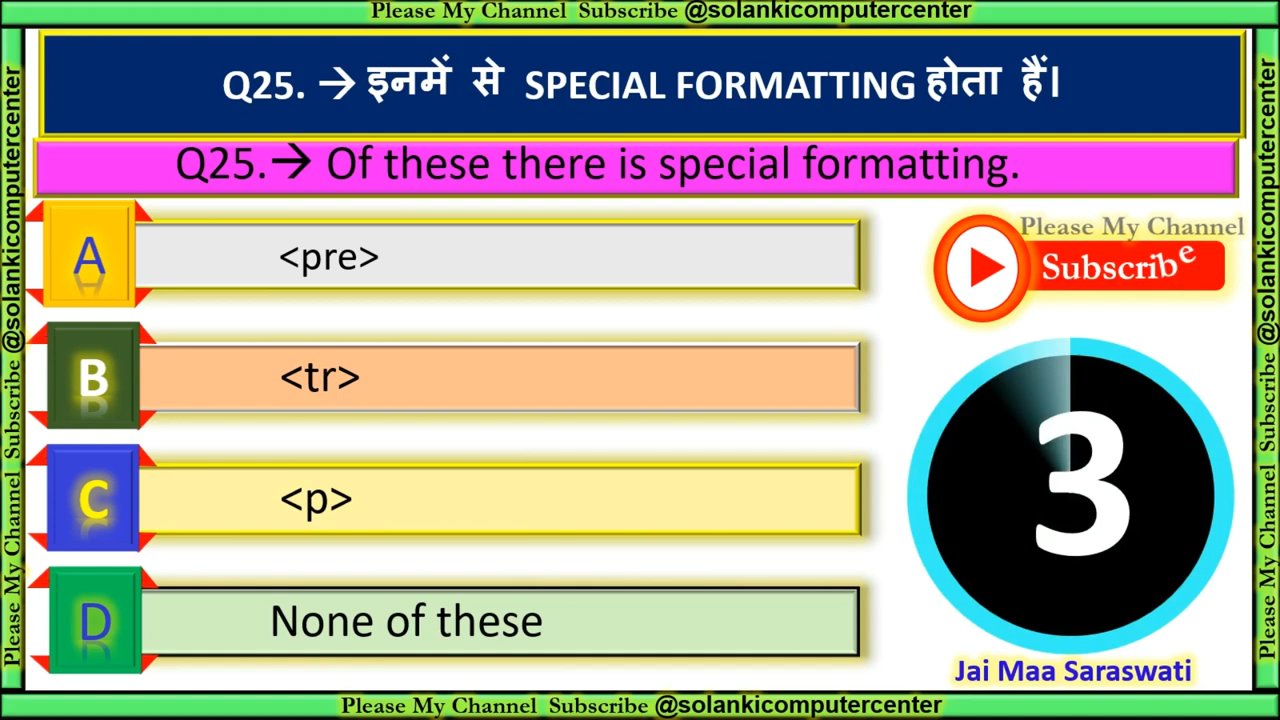 Please My Channel Subscribe @solankicomputercenter
Q25. → इनमें से SPECIAL FORMATTING होता हैं।
Q25.→ Of these there is special formatting.
A <pre>
B <tr>
C <p>
D None of these
Please My Channel
Subscribe
3
Jai Maa Saraswati
Please My Channel Subscribe @solankicomputercenter
Please My Channel Subscribe @solankicomputercenter
Please My Channel Subscribe @solankicomputercenter